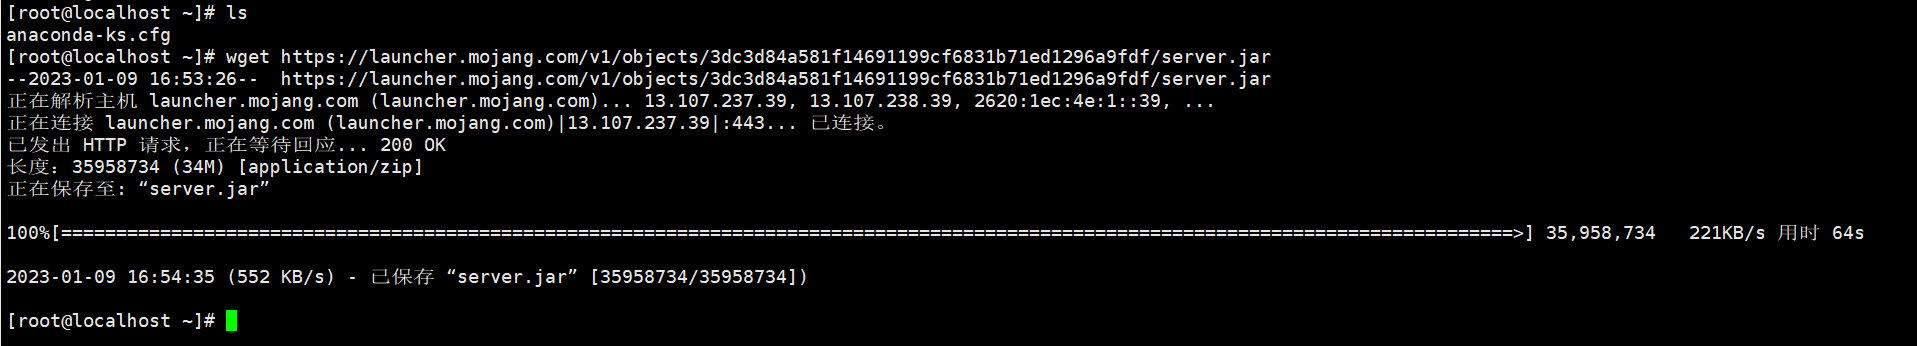 [root@localhost ~]# ls
anaconda-ks.cfg
[root@localhost ~]# wget https://launcher.mojang.com/v1/objects/3dc3d84a581f14691199cf6831b71ed1296a9fdf/server.jar
--2023-01-09 16:53:26--  https://launcher.mojang.com/v1/objects/3dc3d84a581f14691199cf6831b71ed1296a9fdf/server.jar
正在解析主机 launcher.mojang.com (launcher.mojang.com)... 13.107.237.39, 13.107.238.39, 2620:1ec:4e:1::39, ...
正在连接 launcher.mojang.com (launcher.mojang.com)|13.107.237.39|:443... 已连接。
已发出 HTTP 请求，正在等待回应... 200 OK
长度：35958734 (34M) [application/zip]
正在保存至: “server.jar”
100%[====================================================================================================================================>] 35,958,734   221KB/s 用时 64s
2023-01-09 16:54:35 (552 KB/s) - 已保存 “server.jar” [35958734/35958734])
[root@localhost ~]#